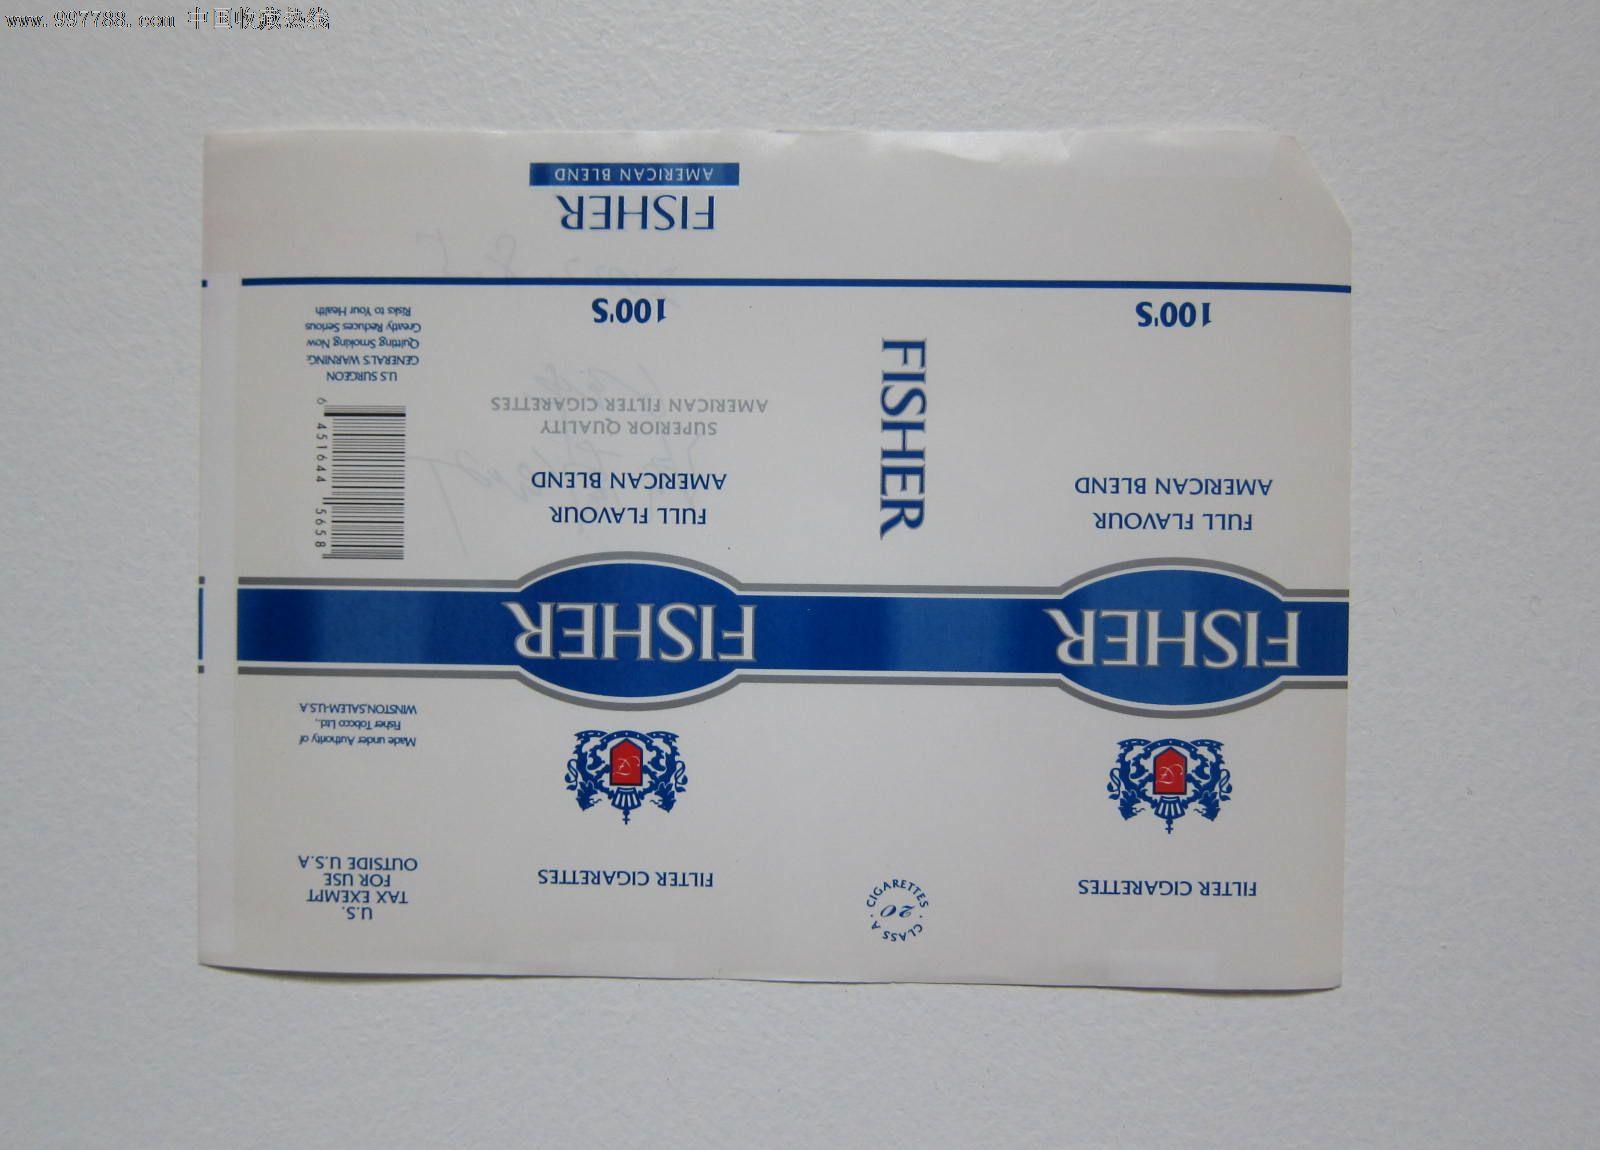 www.997788.com 中国收藏热线
FISHER
AMERICAN BLEND
U.S.
TAX EXEMPT
FOR USE
OUTSIDE U.S.A
Made under Authority of
Fisher Tobcco Ltd.,
WINSTON,SALEM-U.S.A
6 451644 5658
U.S SURGEON
GENERAL'S WARNING:
Quitting Smoking Now
Greatly Reduces Serious
Risks to Your Health
FILTER CIGARETTES
FISHER
FULL FLAVOUR
AMERICAN BLEND
SUPERIOR QUALITY
AMERICAN FILTER CIGARETTES
100'S
FISHER
CLASS A · CIGARETTES ·
20
FILTER CIGARETTES
FISHER
FULL FLAVOUR
AMERICAN BLEND
100'S